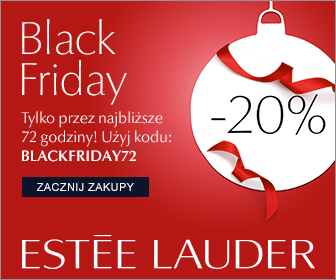 Black
Friday
Tylko przez najbliższe
72 godziny! Użyj kodu:
BLACKFRIDAY72
-20%
ZACZNIJ ZAKUPY
ESTĒE LAUDER